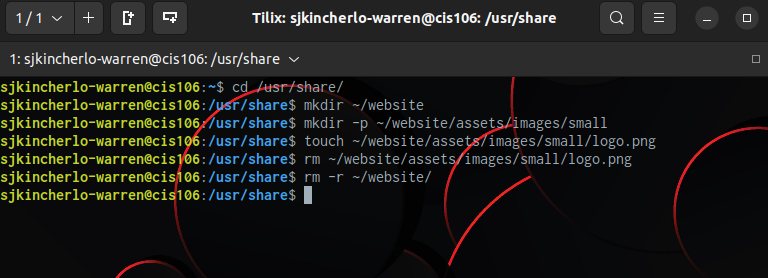 1 / 1
Tilix: sjkincherlo-warren@cis106: /usr/share
1: sjkincherlo-warren@cis106: /usr/share
sjkincherlo-warren@cis106:~$ cd /usr/share/
sjkincherlo-warren@cis106:/usr/share$ mkdir ~/website
sjkincherlo-warren@cis106:/usr/share$ mkdir -p ~/website/assets/images/small
sjkincherlo-warren@cis106:/usr/share$ touch ~/website/assets/images/small/logo.png
sjkincherlo-warren@cis106:/usr/share$ rm ~/website/assets/images/small/logo.png
sjkincherlo-warren@cis106:/usr/share$ rm -r ~/website/
sjkincherlo-warren@cis106:/usr/share$